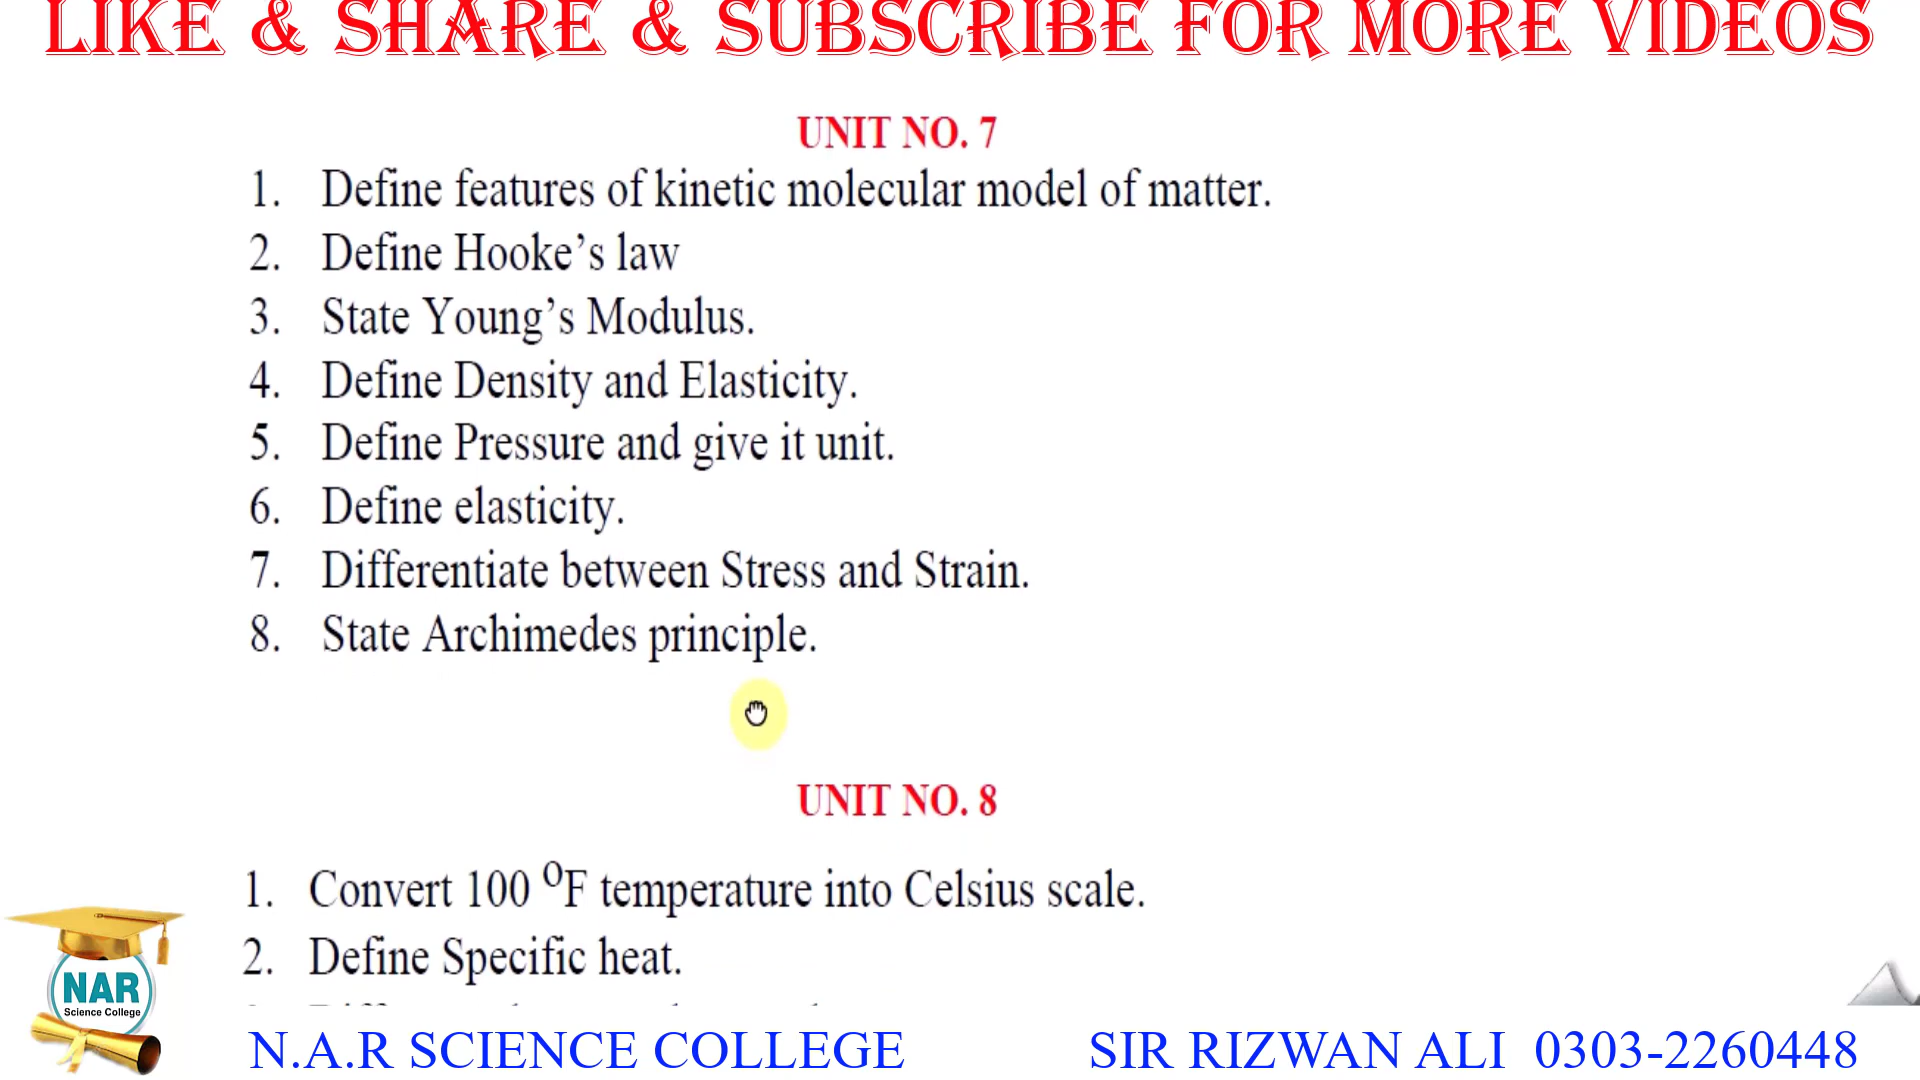 LIKE & SHARE & SUBSCRIBE FOR MORE VIDEOS
UNIT NO. 7
1. Define features of kinetic molecular model of matter.
2. Define Hooke’s law
3. State Young’s Modulus.
4. Define Density and Elasticity.
5. Define Pressure and give it unit.
6. Define elasticity.
7. Differentiate between Stress and Strain.
8. State Archimedes principle.
UNIT NO. 8
1. Convert 100 ⁰F temperature into Celsius scale.
2. Define Specific heat.
NAR
Science College
N.A.R SCIENCE COLLEGE SIR RIZWAN ALI 0303-2260448